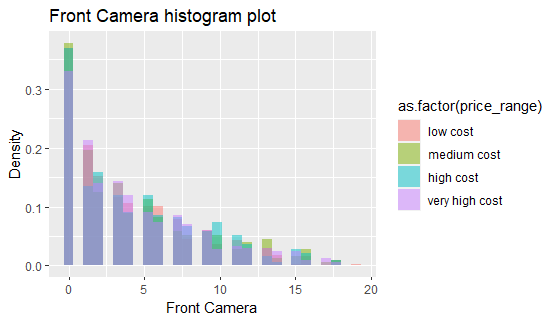 Front Camera histogram plot
0.3
0.2
0.1
0.0
Density
0 5 10 15 20
Front Camera
as.factor(price_range)
low cost
medium cost
high cost
very high cost